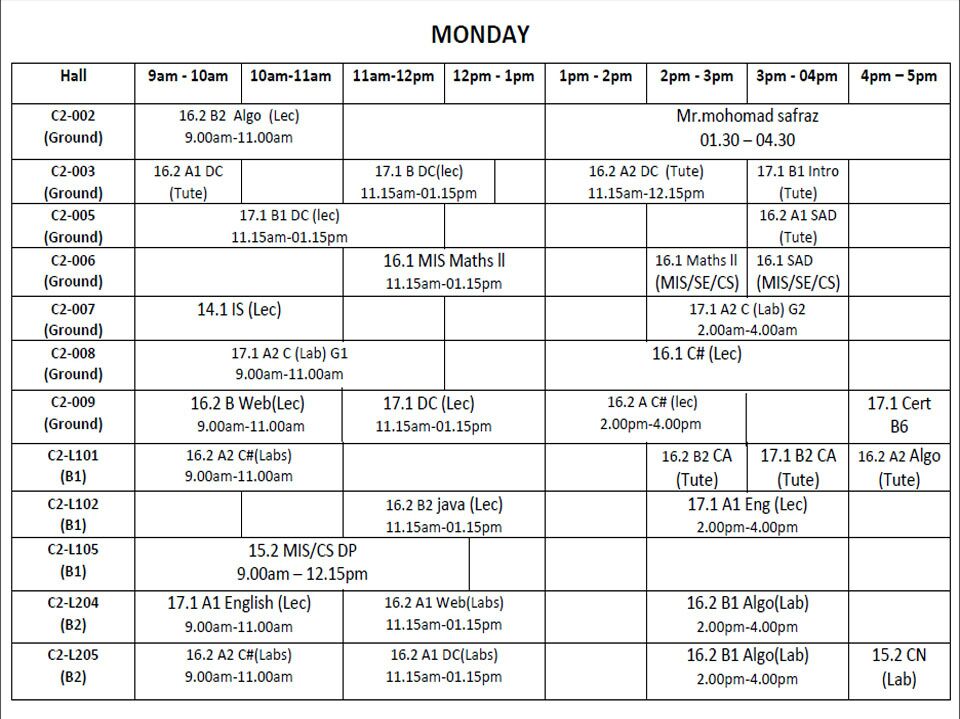 MONDAY
Hall 9am - 10am 10am-11am 11am-12pm 12pm - 1pm 1pm - 2pm 2pm - 3pm 3pm - 04pm 4pm – 5pm
C2-002 16.2 B2 Algo (Lec) Mr.mohomad safraz
(Ground) 9.00am-11.00am 01.30 – 04.30
C2-003 16.2 A1 DC 17.1 B DC(lec) 16.2 A2 DC (Tute) 17.1 B1 Intro
(Ground) (Tute) 11.15am-01.15pm 11.15am-12.15pm (Tute)
C2-005 17.1 B1 DC (lec) 16.2 A1 SAD
(Ground) 11.15am-01.15pm (Tute)
C2-006 16.1 MIS Maths ll 16.1 Maths ll 16.1 SAD
(Ground) 11.15am-01.15pm (MIS/SE/CS) (MIS/SE/CS)
C2-007 14.1 IS (Lec) 17.1 A2 C (Lab) G2
(Ground) 2.00am-4.00am
C2-008 17.1 A2 C (Lab) G1 16.1 C# (Lec)
(Ground) 9.00am-11.00am
C2-009 16.2 B Web(Lec) 17.1 DC (Lec) 16.2 A C# (lec) 17.1 Cert
(Ground) 9.00am-11.00am 11.15am-01.15pm 2.00pm-4.00pm B6
C2-L101 16.2 A2 C#(Labs) 16.2 B2 CA 17.1 B2 CA 16.2 A2 Algo
(B1) 9.00am-11.00am (Tute) (Tute) (Tute)
C2-L102 16.2 B2 java (Lec) 17.1 A1 Eng (Lec)
(B1) 11.15am-01.15pm 2.00pm-4.00pm
C2-L105 15.2 MIS/CS DP
(B1) 9.00am – 12.15pm
C2-L204 17.1 A1 English (Lec) 16.2 A1 Web(Labs) 16.2 B1 Algo(Lab)
(B2) 9.00am-11.00am 11.15am-01.15pm 2.00pm-4.00pm
C2-L205 16.2 A2 C#(Labs) 16.2 A1 DC(Labs) 16.2 B1 Algo(Lab) 15.2 CN
(B2) 9.00am-11.00am 11.15am-01.15pm 2.00pm-4.00pm (Lab)